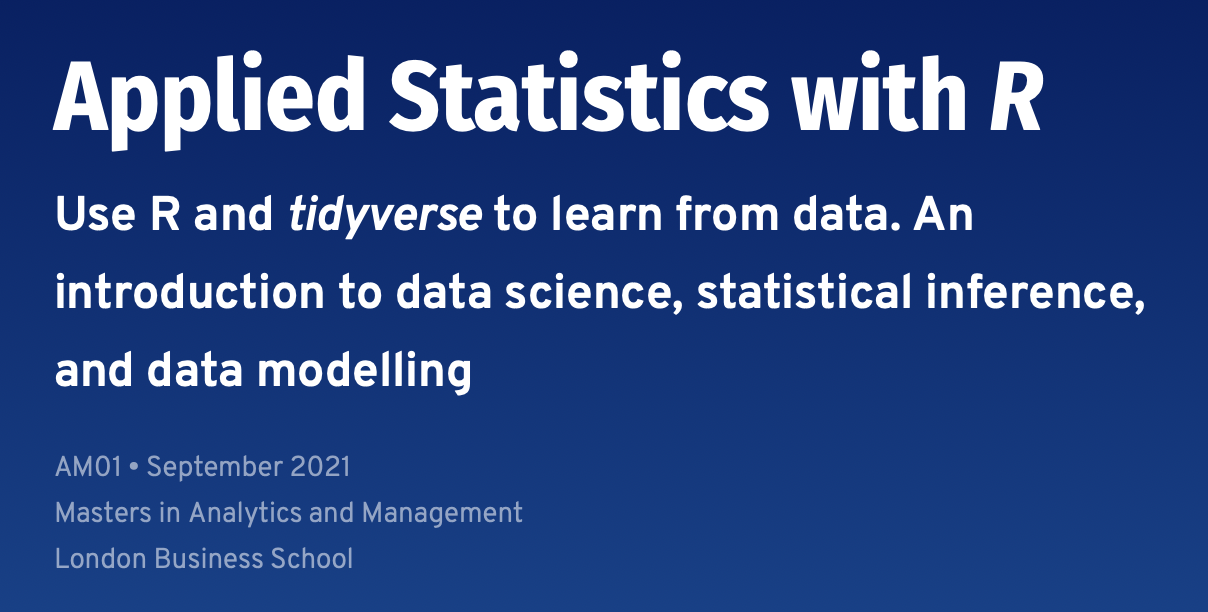 Applied Statistics with R
Use R and tidyverse to learn from data. An
introduction to data science, statistical inference,
and data modelling
AM01 • September 2021
Masters in Analytics and Management
London Business School